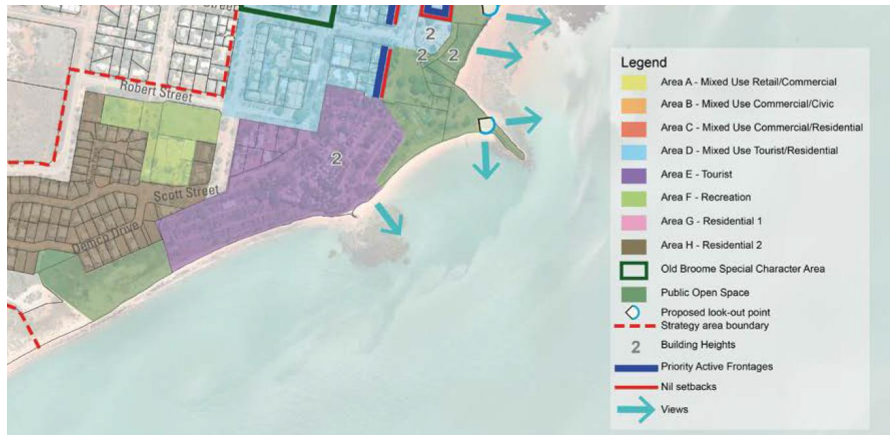 Street
2
2
2
Robert Street
2
Scott Street
Demco Drive
Legend
Area A - Mixed Use Retail/Commercial
Area B - Mixed Use Commercial/Civic
Area C - Mixed Use Commercial/Residential
Area D - Mixed Use Tourist/Residential
Area E - Tourist
Area F - Recreation
Area G - Residential 1
Area H - Residential 2
Old Broome Special Character Area
Public Open Space
Proposed look-out point
Strategy area boundary
2 Building Heights
Priority Active Frontages
Nil setbacks
Views